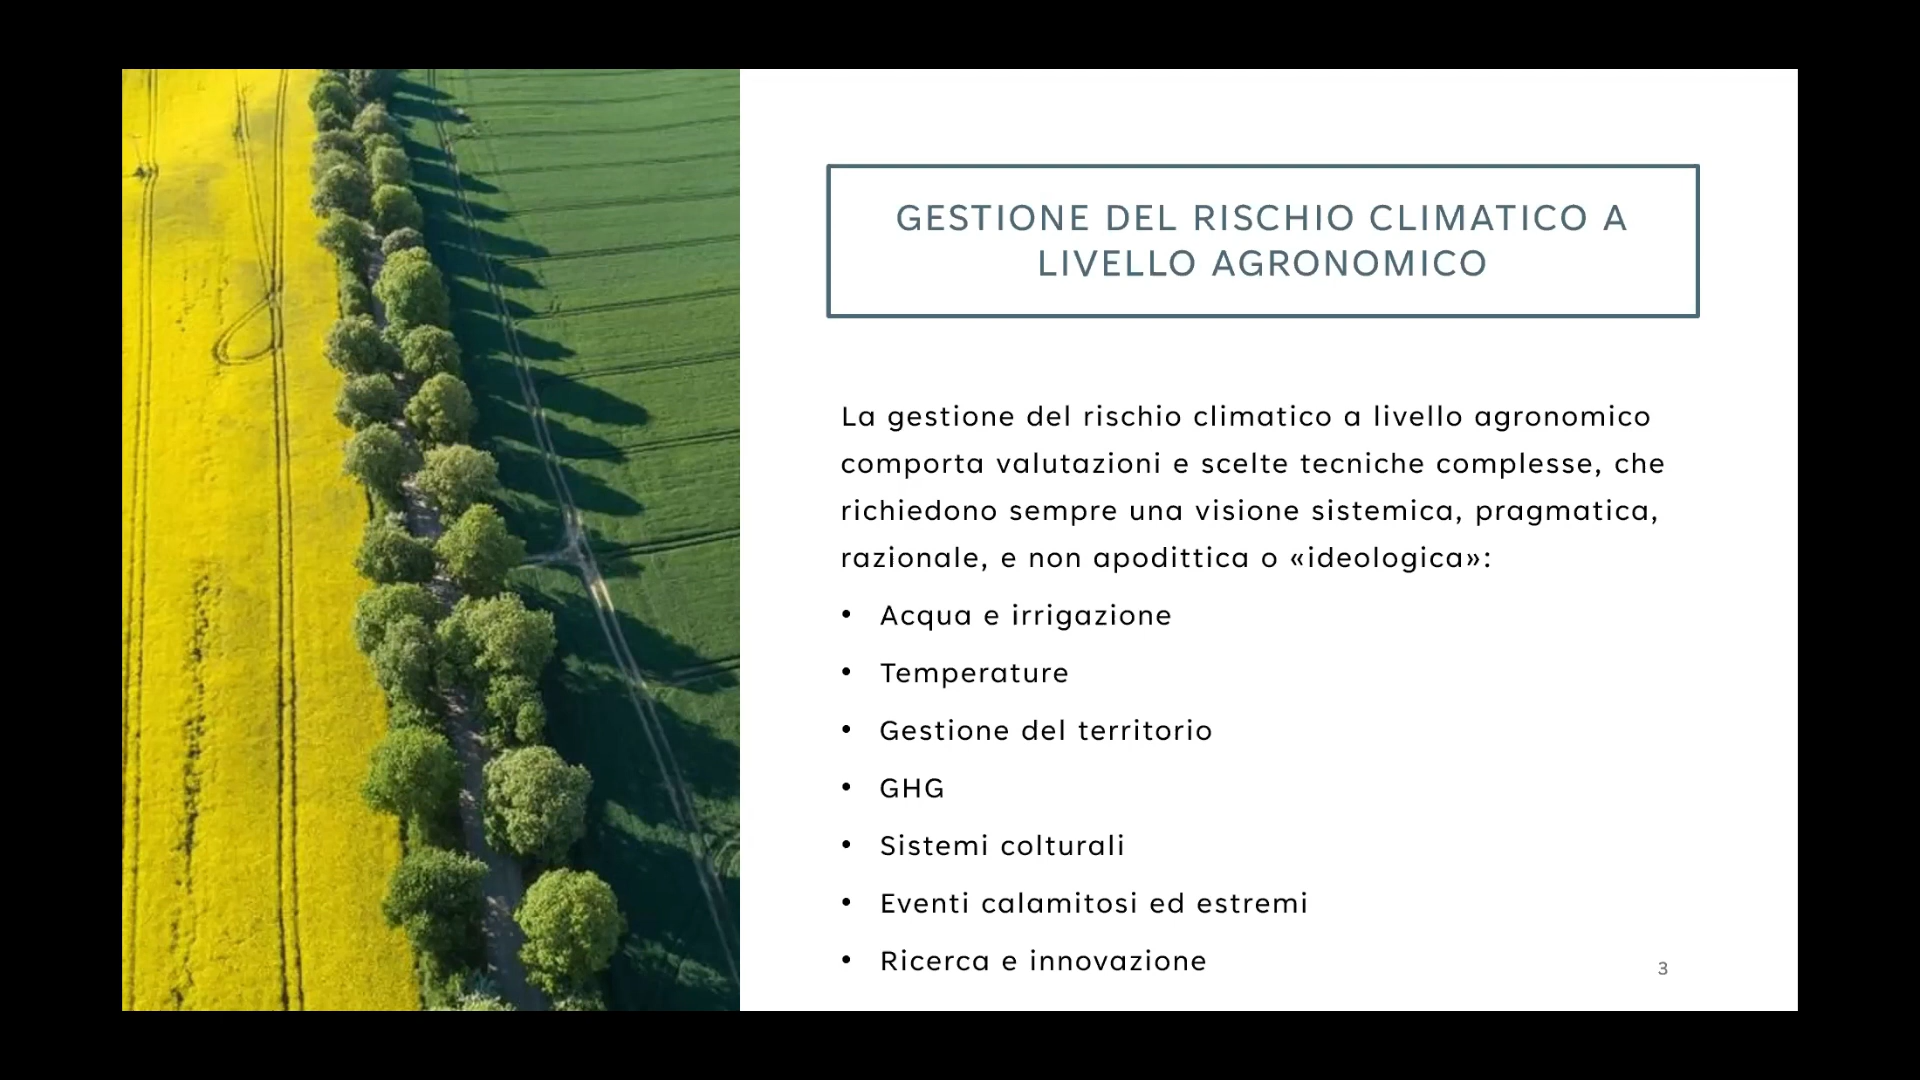 GESTIONE DEL RISCHIO CLIMATICO A
LIVELLO AGRONOMICO
La gestione del rischio climatico a livello agronomico
comporta valutazioni e scelte tecniche complesse, che
richiedono sempre una visione sistemica, pragmatica,
razionale, e non apodittica o «ideologica»:
• Acqua e irrigazione
• Temperature
• Gestione del territorio
• GHG
• Sistemi colturali
• Eventi calamitosi ed estremi
• Ricerca e innovazione
3